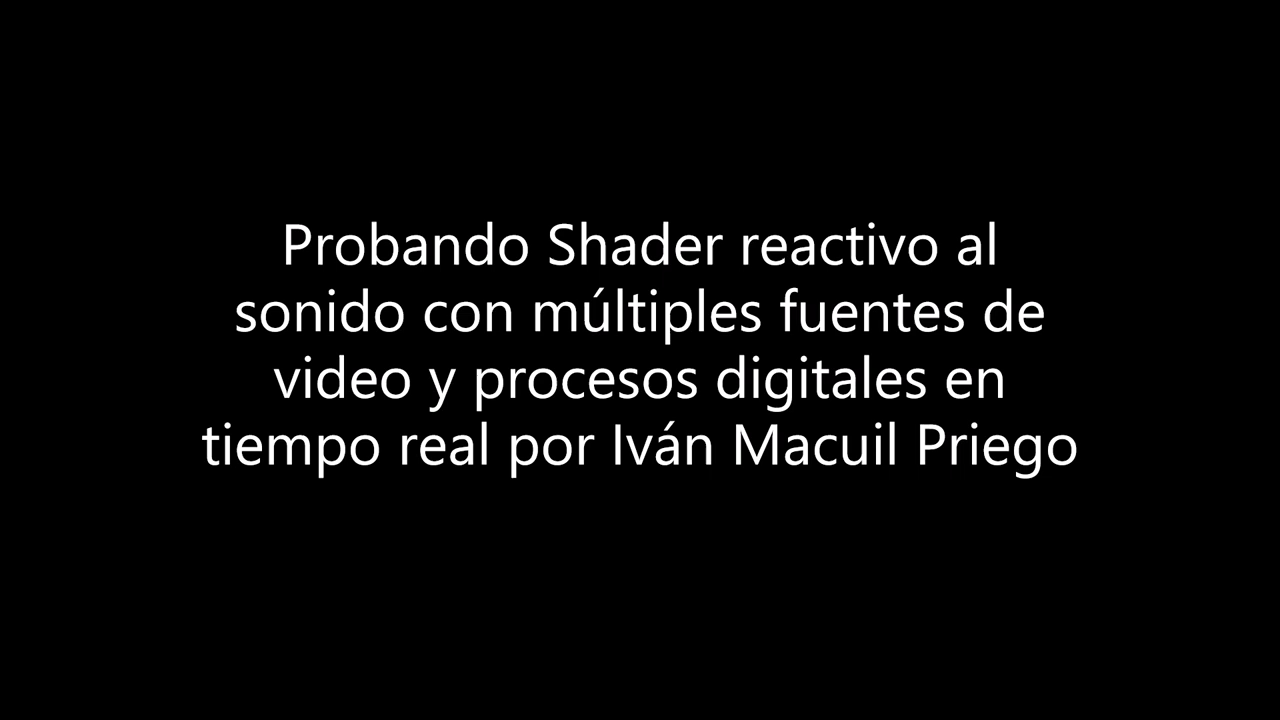 Probando Shader reactivo al
sonido con múltiples fuentes de
video y procesos digitales en
tiempo real por Iván Macuil Priego